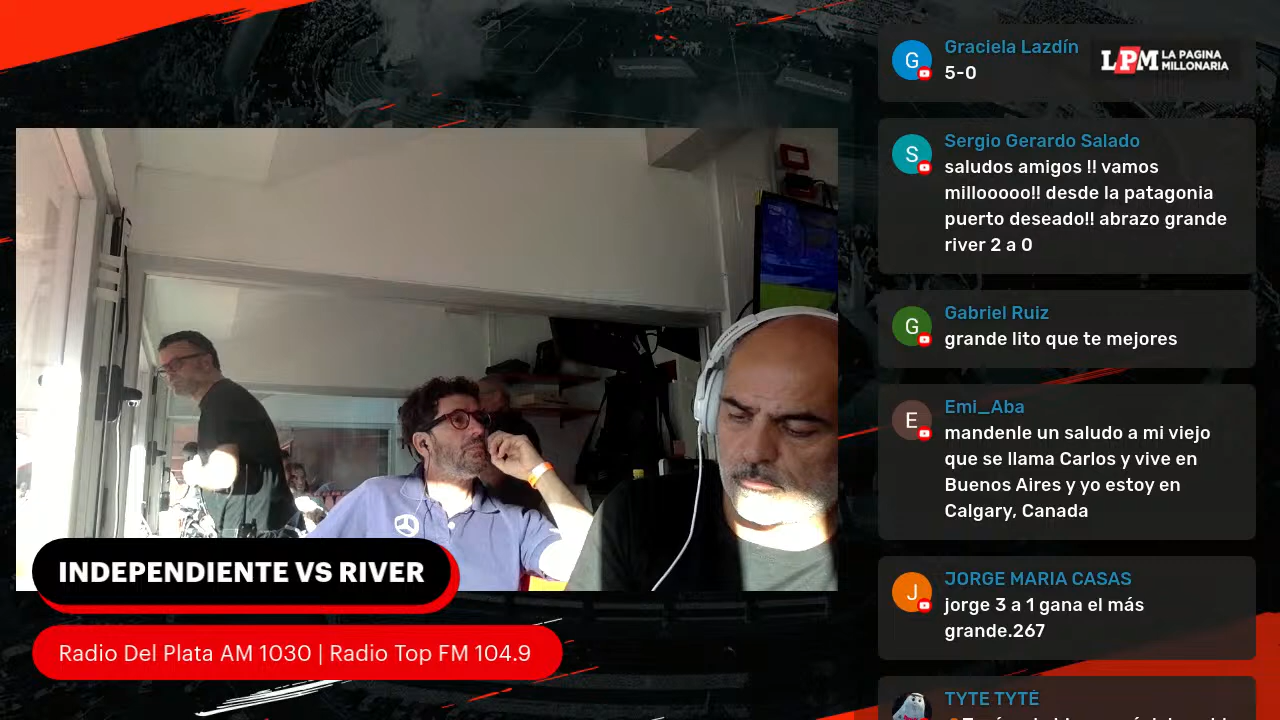 INDEPENDIENTE VS RIVER
Radio Del Plata AM 1030 | Radio Top FM 104.9
LPM LA PAGINA
MILLONARIA
G
Graciela Lazdín
5-0
S
Sergio Gerardo Salado
saludos amigos !! vamos
millooooo!! desde la patagonia
puerto deseado!! abrazo grande
river 2 a 0
G
Gabriel Ruiz
grande lito que te mejores
E
Emi_Aba
mandenle un saludo a mi viejo
que se llama Carlos y vive en
Buenos Aires y yo estoy en
Calgary, Canada
J
JORGE MARIA CASAS
jorge 3 a 1 gana el más
grande.267
TYTE TYTÉ